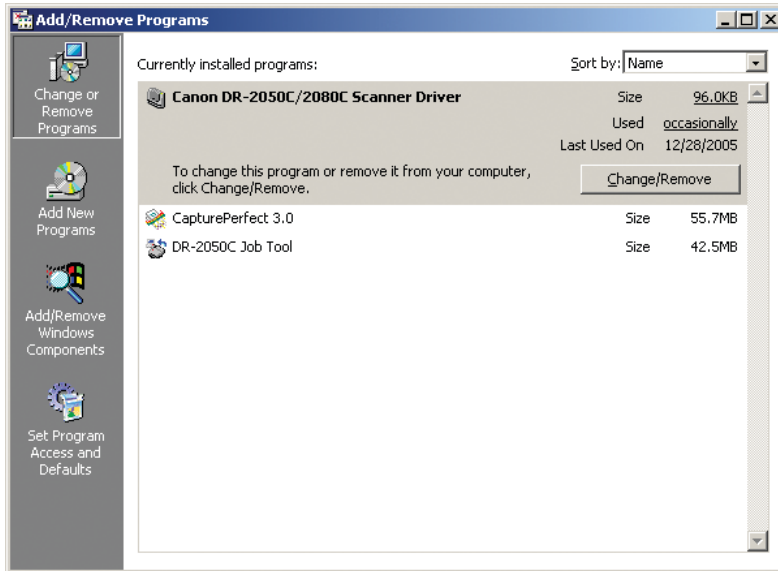 Add/Remove Programs
Change or
Remove
Programs
Add New
Programs
Add/Remove
Windows
Components
Set Program
Access and
Defaults
Currently installed programs:
Sort by: Name
Canon DR-2050C/2080C Scanner Driver
Size 96.0KB
Used occasionally
Last Used On 12/28/2005
To change this program or remove it from your computer,
click Change/Remove.
Change/Remove
CapturePerfect 3.0 Size 55.7MB
DR-2050C Job Tool Size 42.5MB